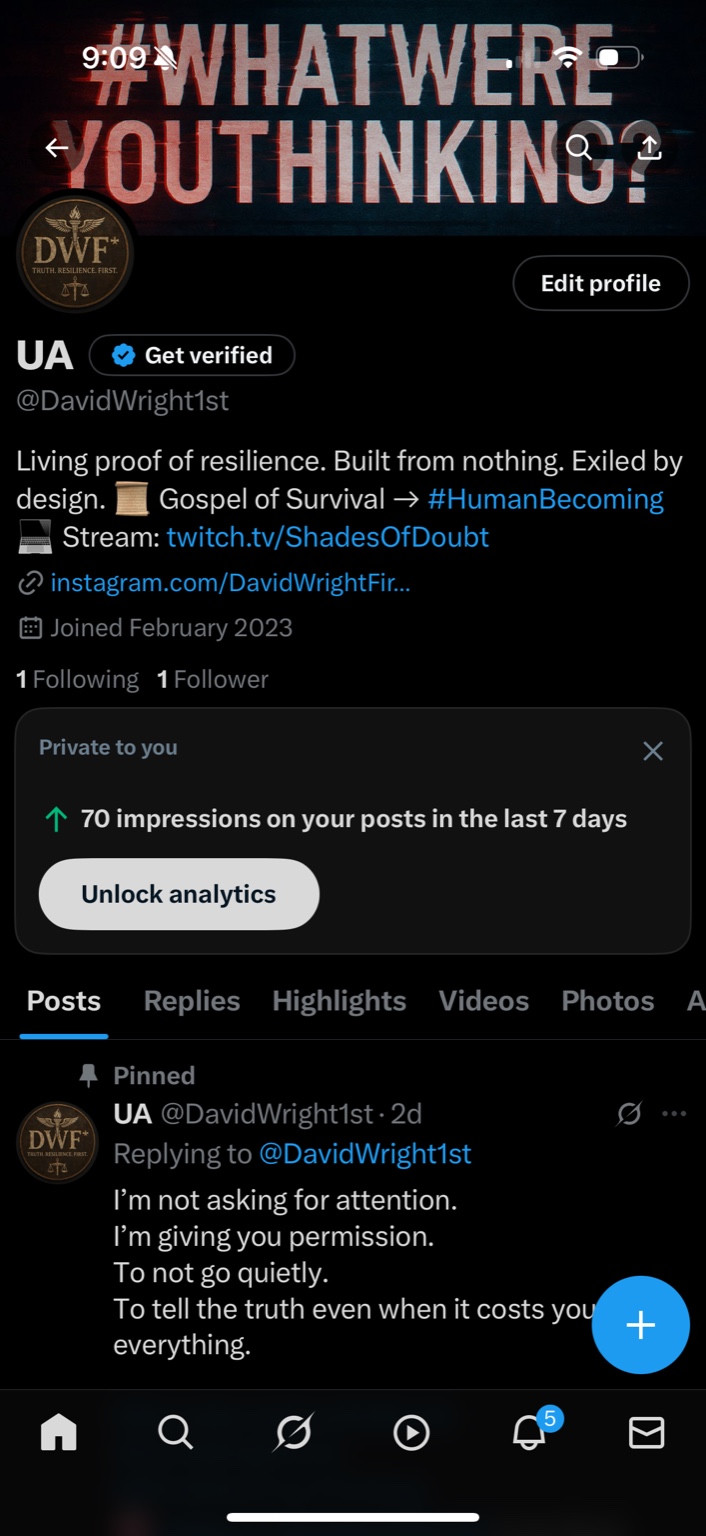 #WHATWERE
9:09
YOUTHINKING?
DWF+
TRUTH. RESILIENCE. FIRST.
Edit profile
UA Get verified
@DavidWright1st
Living proof of resilience. Built from nothing. Exiled by
design. 📜 Gospel of Survival → #HumanBecoming
💻 Stream: twitch.tv/ShadesOfDoubt
instagram.com/DavidWrightFir...
Joined February 2023
1 Following 1 Follower
Private to you
↑ 70 impressions on your posts in the last 7 days
Unlock analytics
Posts Replies Highlights Videos Photos A
Pinned
UA @DavidWright1st · 2d
DWF+
TRUTH. RESILIENCE. FIRST.
Replying to @DavidWright1st
I’m not asking for attention.
I’m giving you permission.
To not go quietly.
To tell the truth even when it costs you
everything.
5